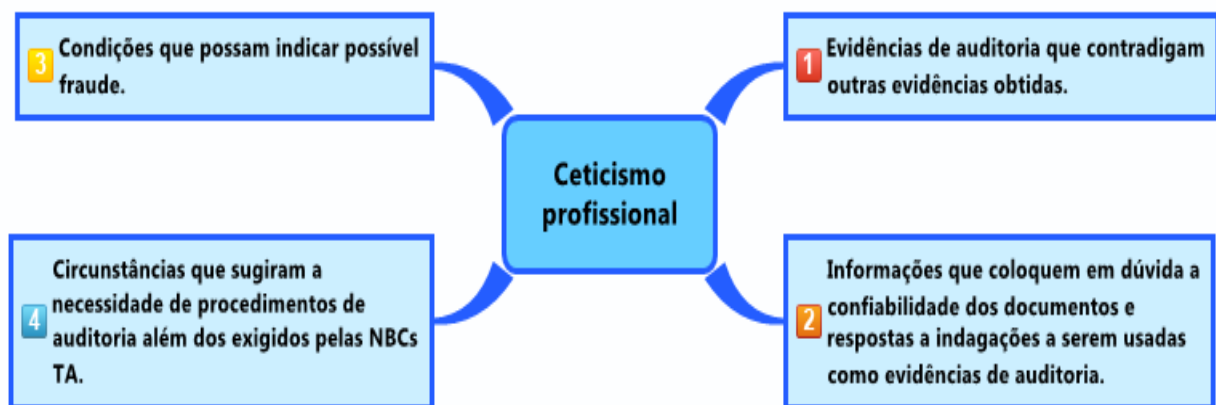 Ceticismo
profissional
1 Evidências de auditoria que contradigam
outras evidências obtidas.
2 Informações que coloquem em dúvida a
confiabilidade dos documentos e
respostas a indagações a serem usadas
como evidências de auditoria.
3 Condições que possam indicar possível
fraude.
4 Circunstâncias que sugiram a
necessidade de procedimentos de
auditoria além dos exigidos pelas NBCs
TA.